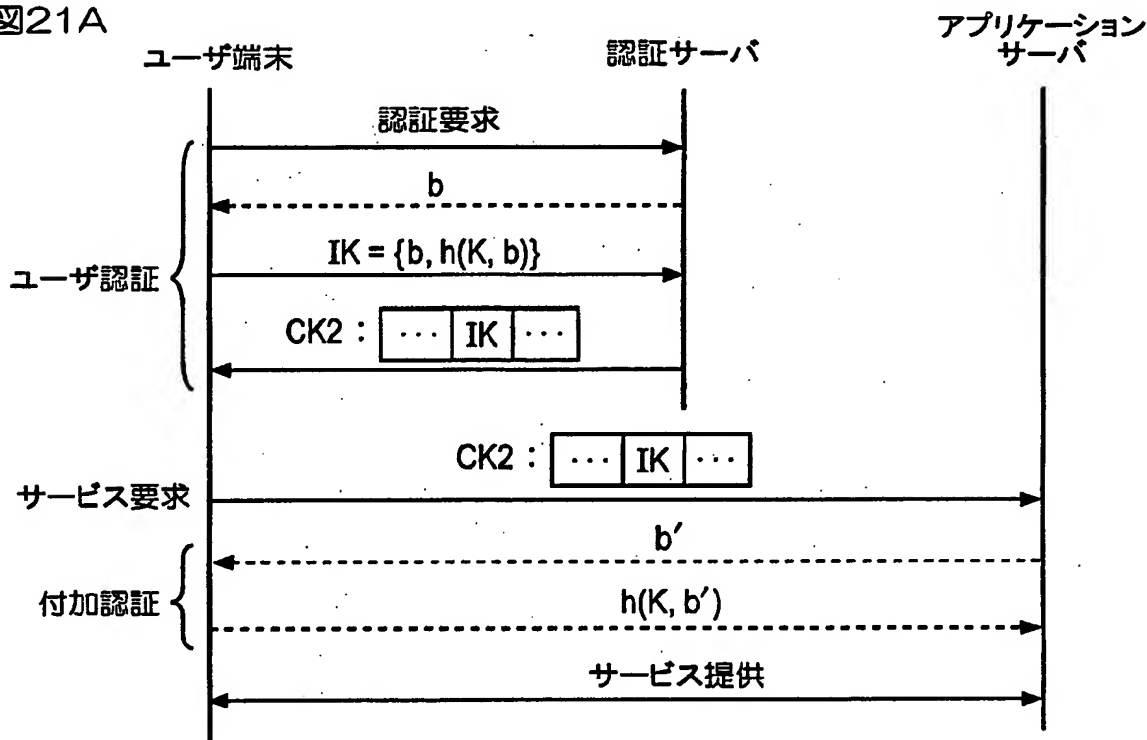 図21A
ユーザ端末
認証サーバ
アプリケーション
サーバ
認証要求
b
IK = {b, h(K, b)}
ユーザ認証
CK2 : ... IK ...
CK2 : ... IK ...
サービス要求
b′
付加認証
h(K, b′)
サービス提供